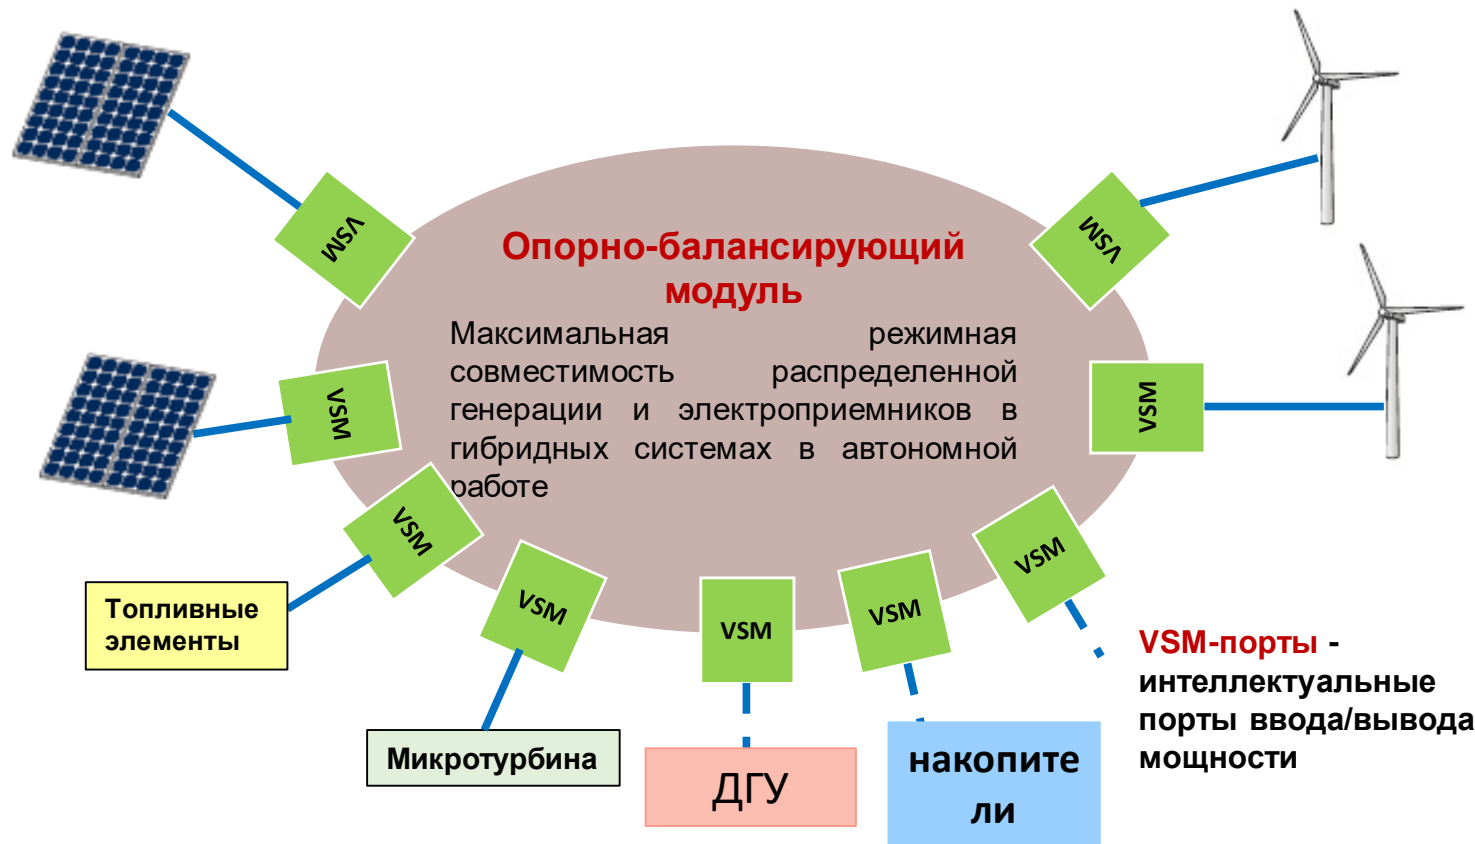 VSM
VSM
Опорно-балансирующий
модуль
Максимальная режимная
совместимость распределенной
генерации и электроприемников в
гибридных системах в автономной
работе
VSM
VSM
VSM
VSM
VSM
VSM
VSM
Топливные
элементы
Микротурбина
ДГУ
накопите
ли
VSM-порты -
интеллектуальные
порты ввода/вывода
мощности